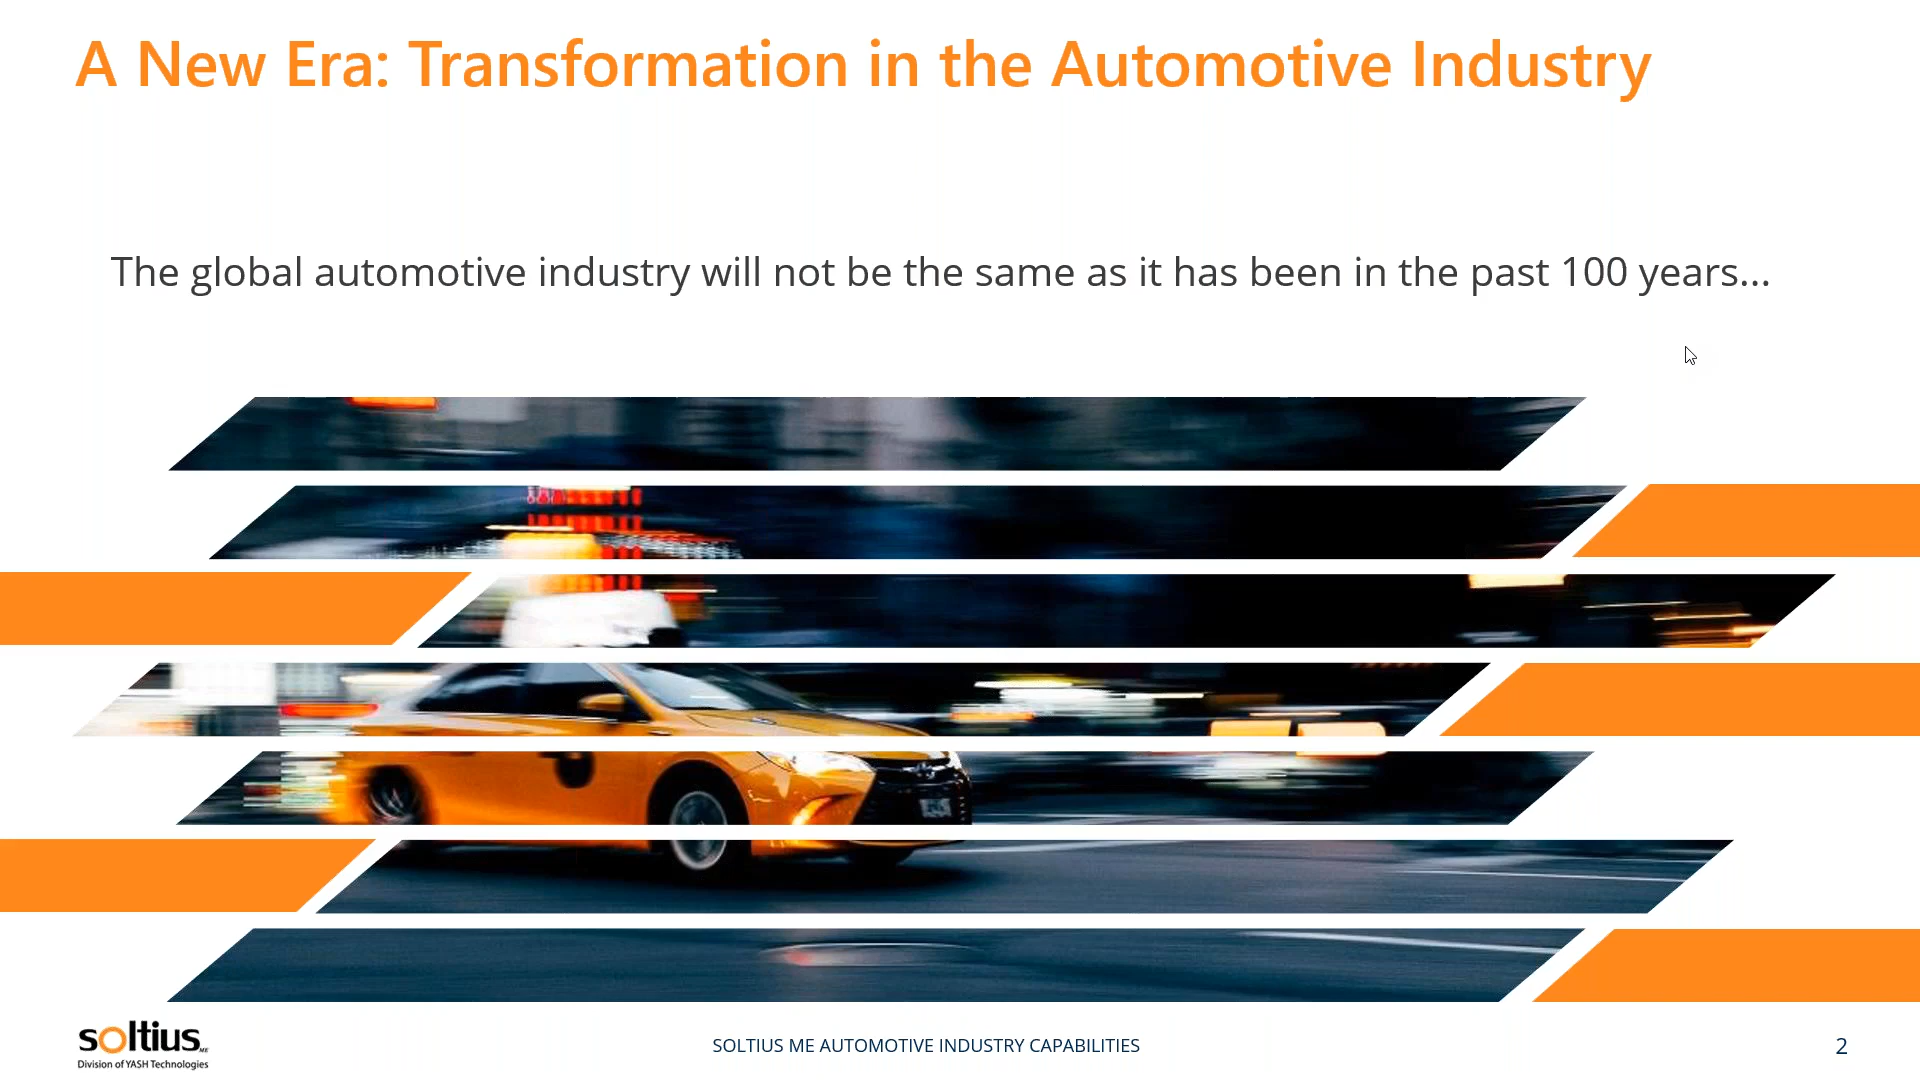 A New Era: Transformation in the Automotive Industry
The global automotive industry will not be the same as it has been in the past 100 years...
soltius ME
Division of YASH Technologies
SOLTIUS ME AUTOMOTIVE INDUSTRY CAPABILITIES
2